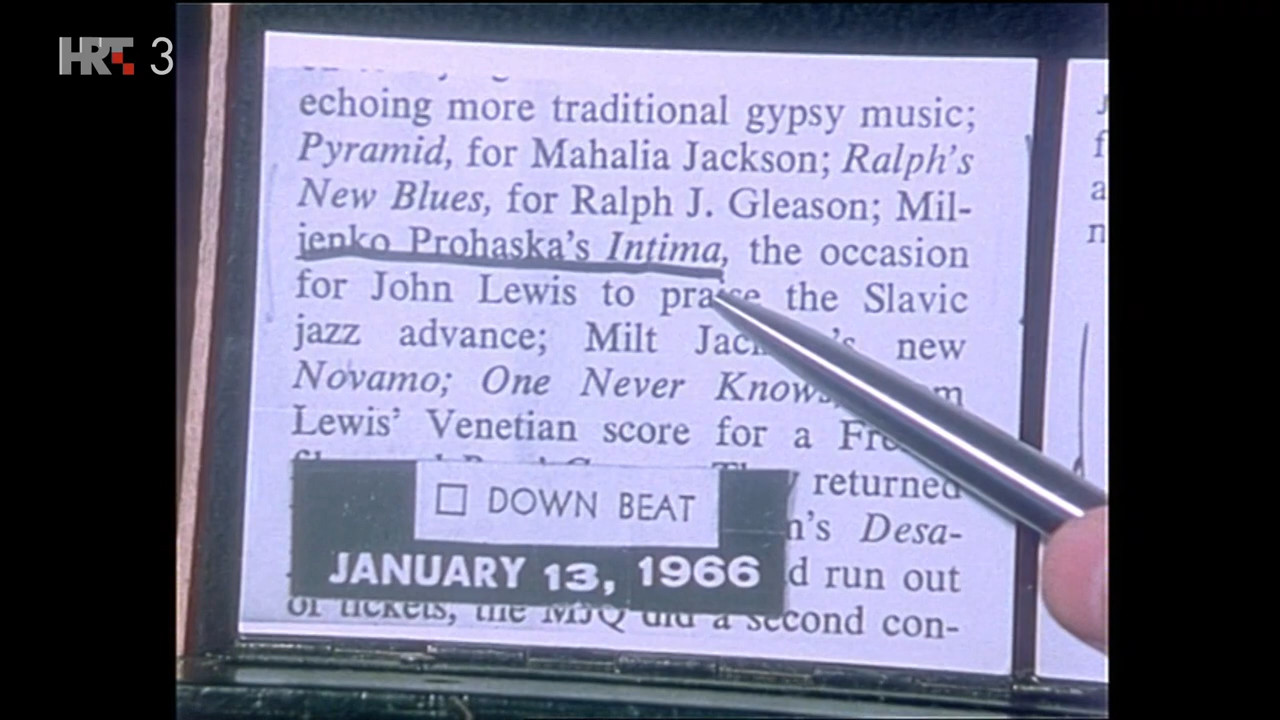 HRT 3
echoing more traditional gypsy music;
Pyramid, for Mahalia Jackson; Ralph's
New Blues, for Ralph J. Gleason; Mil-
jenko Prohaska's Intima, the occasion
for John Lewis to praise the Slavic
jazz advance; Milt new
Novamo; One Never Knows,
Lewis' Venetian score for a
returned
DOWN BEAT
Desa-
JANUARY 13, 1966
run out
of tickets, the MJQ did a second con-